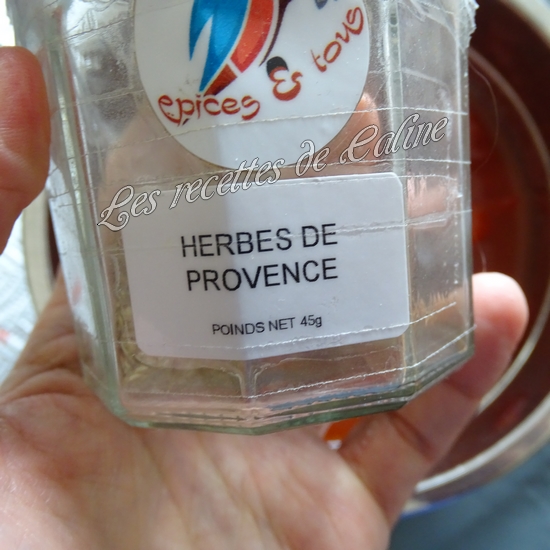 epices & tous
Les recettes de Caline
HERBES DE
PROVENCE
POINDS NET 45g